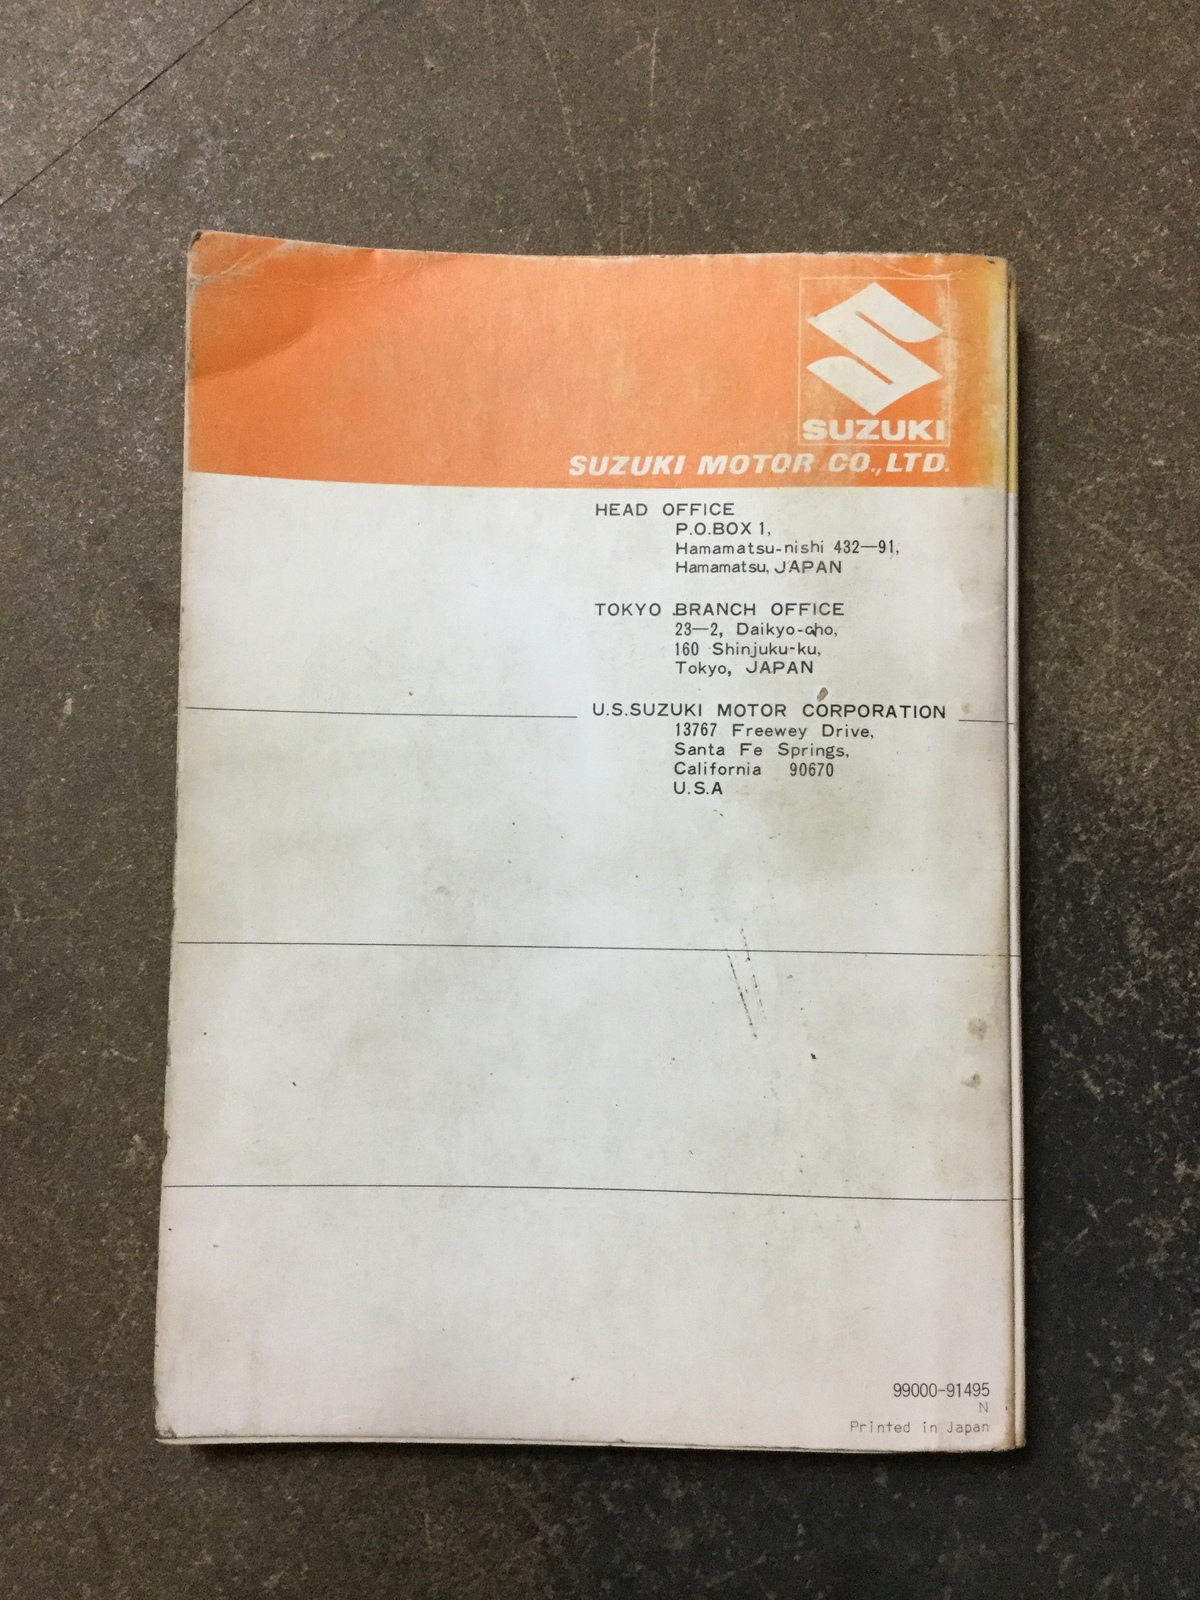 SUZUKI
SUZUKI MOTOR CO.,LTD.
HEAD OFFICE
P.O.BOX 1,
Hamamatsu-nishi 432—91,
Hamamatsu, JAPAN
TOKYO BRANCH OFFICE
23—2, Daikyo-cho,
160 Shinjuku-ku,
Tokyo, JAPAN
U.S.SUZUKI MOTOR CORPORATION
13767 Freewey Drive,
Santa Fe Springs,
California 90670
U.S.A
99000-91495
N
Printed in Japan